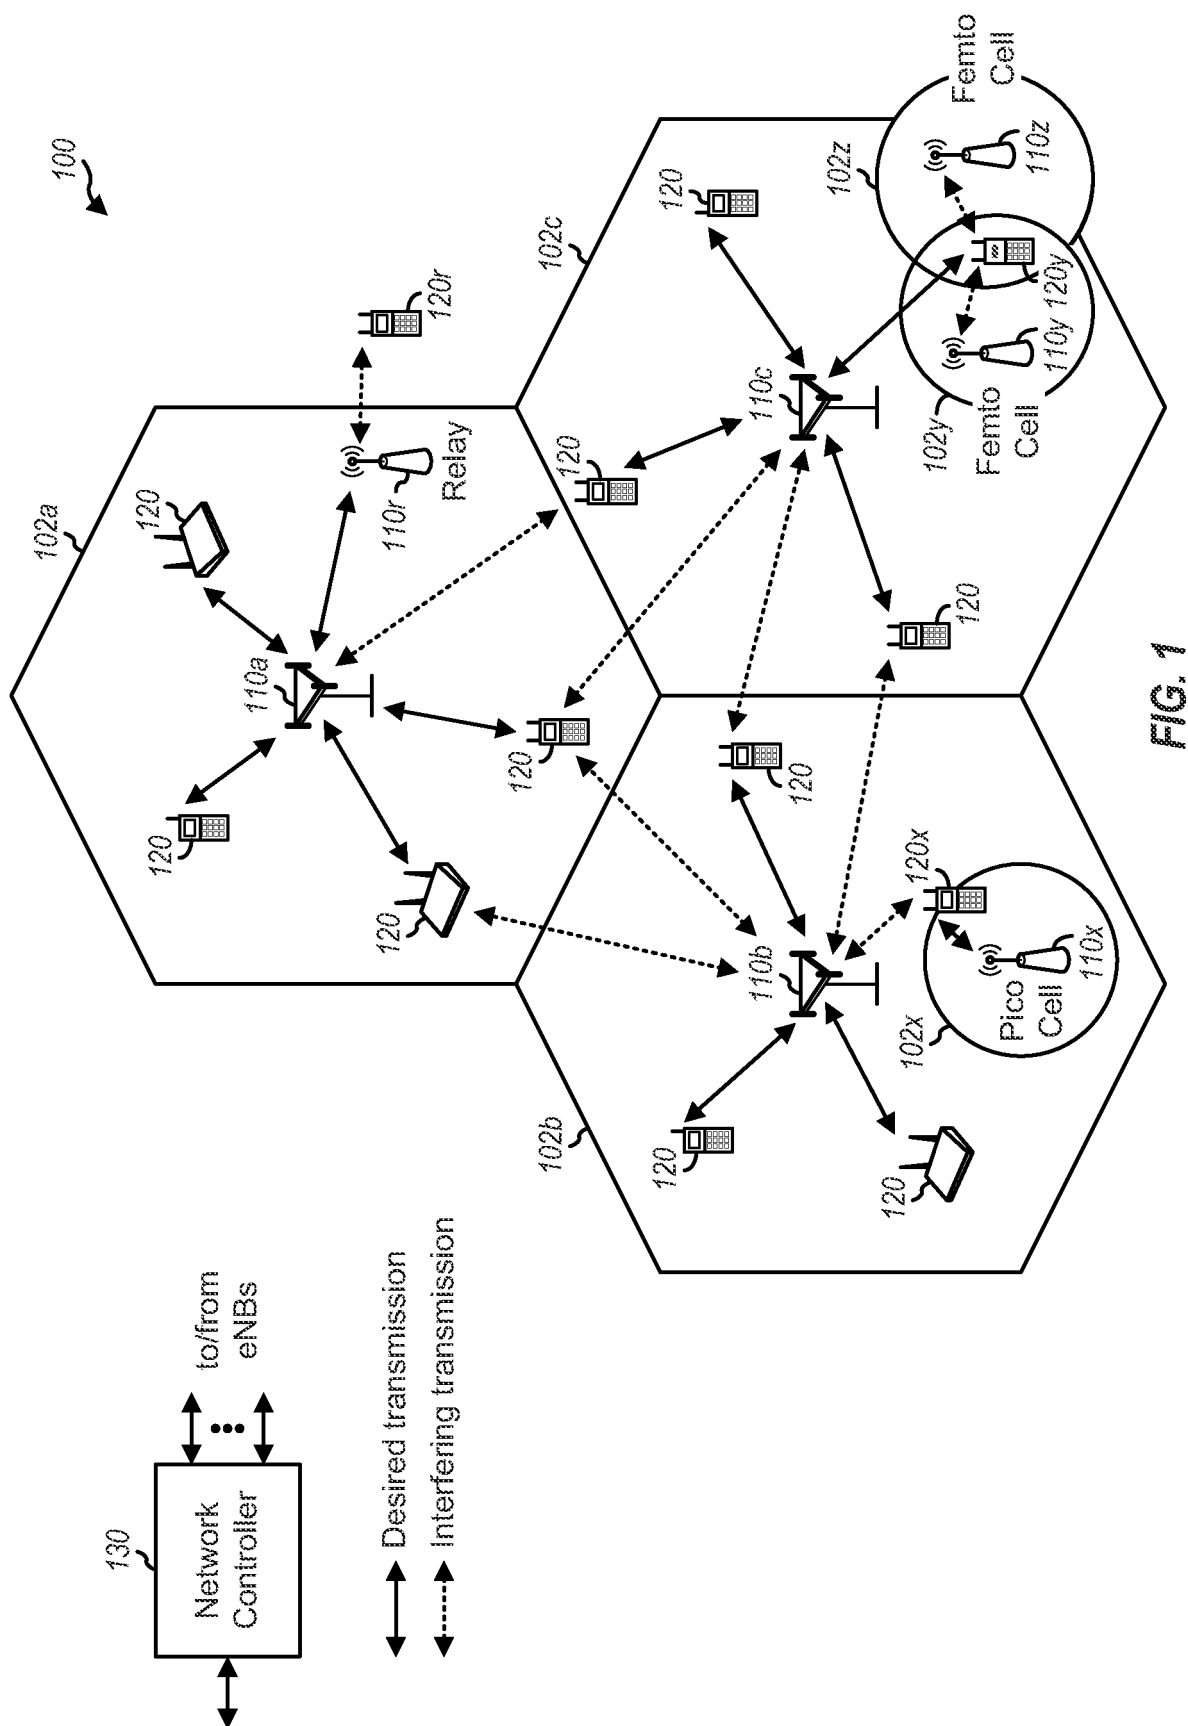 100
130
Network
Controller
to/from
eNBs
Desired transmission
Interfering transmission
102a
120
120
110a
120
120
110r
Relay
120r
102b
120
110b
120
120
120x
102x
Pico
Cell
110x
102c
120
120
110c
120
102y
Femto
Cell
110y
120y
102z
110z
Femto
Cell
120
FIG. 1